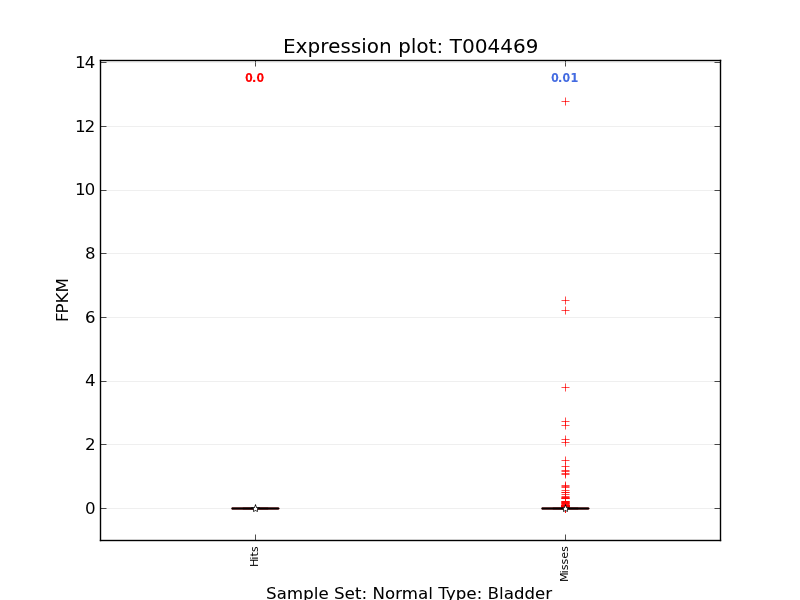 Expression plot: T004469
0.0
0.01
14
12
10
8
6
4
2
0
FPKM
Hits
Misses
Sample Set: Normal Type: Bladder